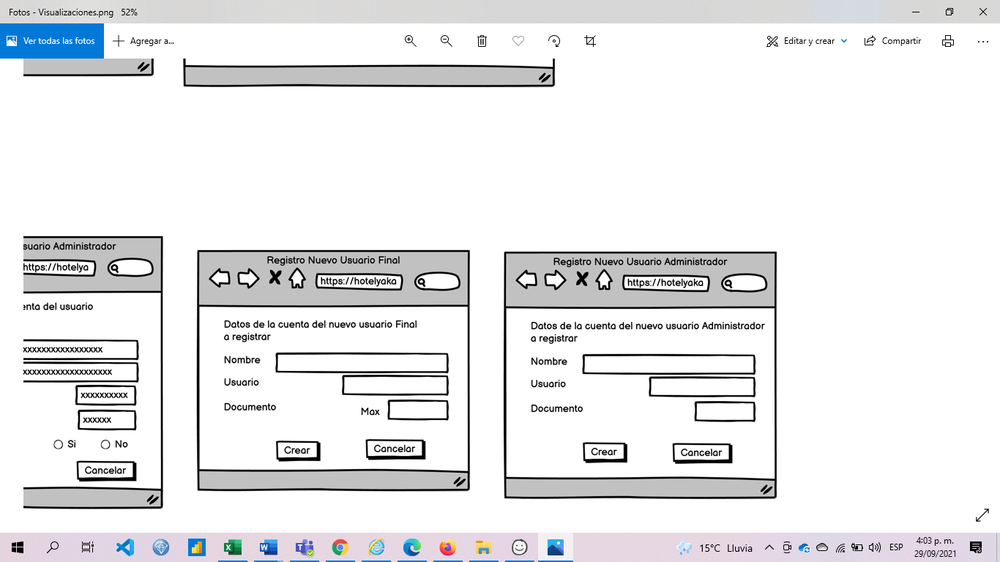 Fotos - Visualizaciones.png 52%
Ver todas las fotos
Agregar a...
Editar y crear
Compartir
suario Administrador
https://hotelya
enta del usuario
xxxxxxxxxxxxxxxxx
xxxxxxxxxxxxxxxxxxx
xxxxxxxxxx
xxxxxx
Si
No
Cancelar
Registro Nuevo Usuario Final
https://hotelyaka
Datos de la cuenta del nuevo usuario Final
a registrar
Nombre
Usuario
Documento
Max
Crear
Cancelar
Registro Nuevo Usuario Administrador
https://hotelyaka
Datos de la cuenta del nuevo usuario Administrador
a registrar
Nombre
Usuario
Documento
Crear
Cancelar
15°C Lluvia
ESP
4:03 p. m.
29/09/2021